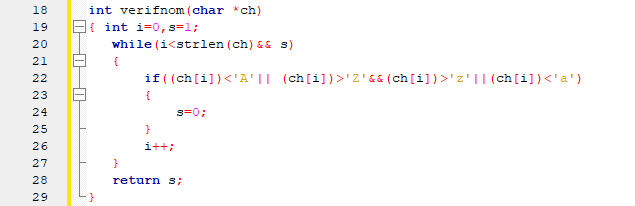 18 int verifnom(char *ch)
19 { int i=0,s=1;
20 while(i<strlen(ch)&& s)
21 {
22 if((ch[i])<'A'|| (ch[i])>'Z'&&(ch[i])>'z'||(ch[i])<'a')
23 {
24 s=0;
25 }
26 i++;
27 }
28 return s;
29 }